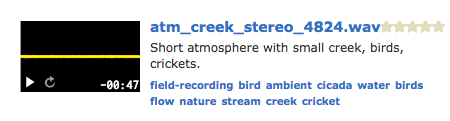 atm_creek_stereo_4824.wav
Short atmosphere with small creek, birds,
crickets.
-00:47
field-recording bird ambient cicada water birds
flow nature stream creek cricket